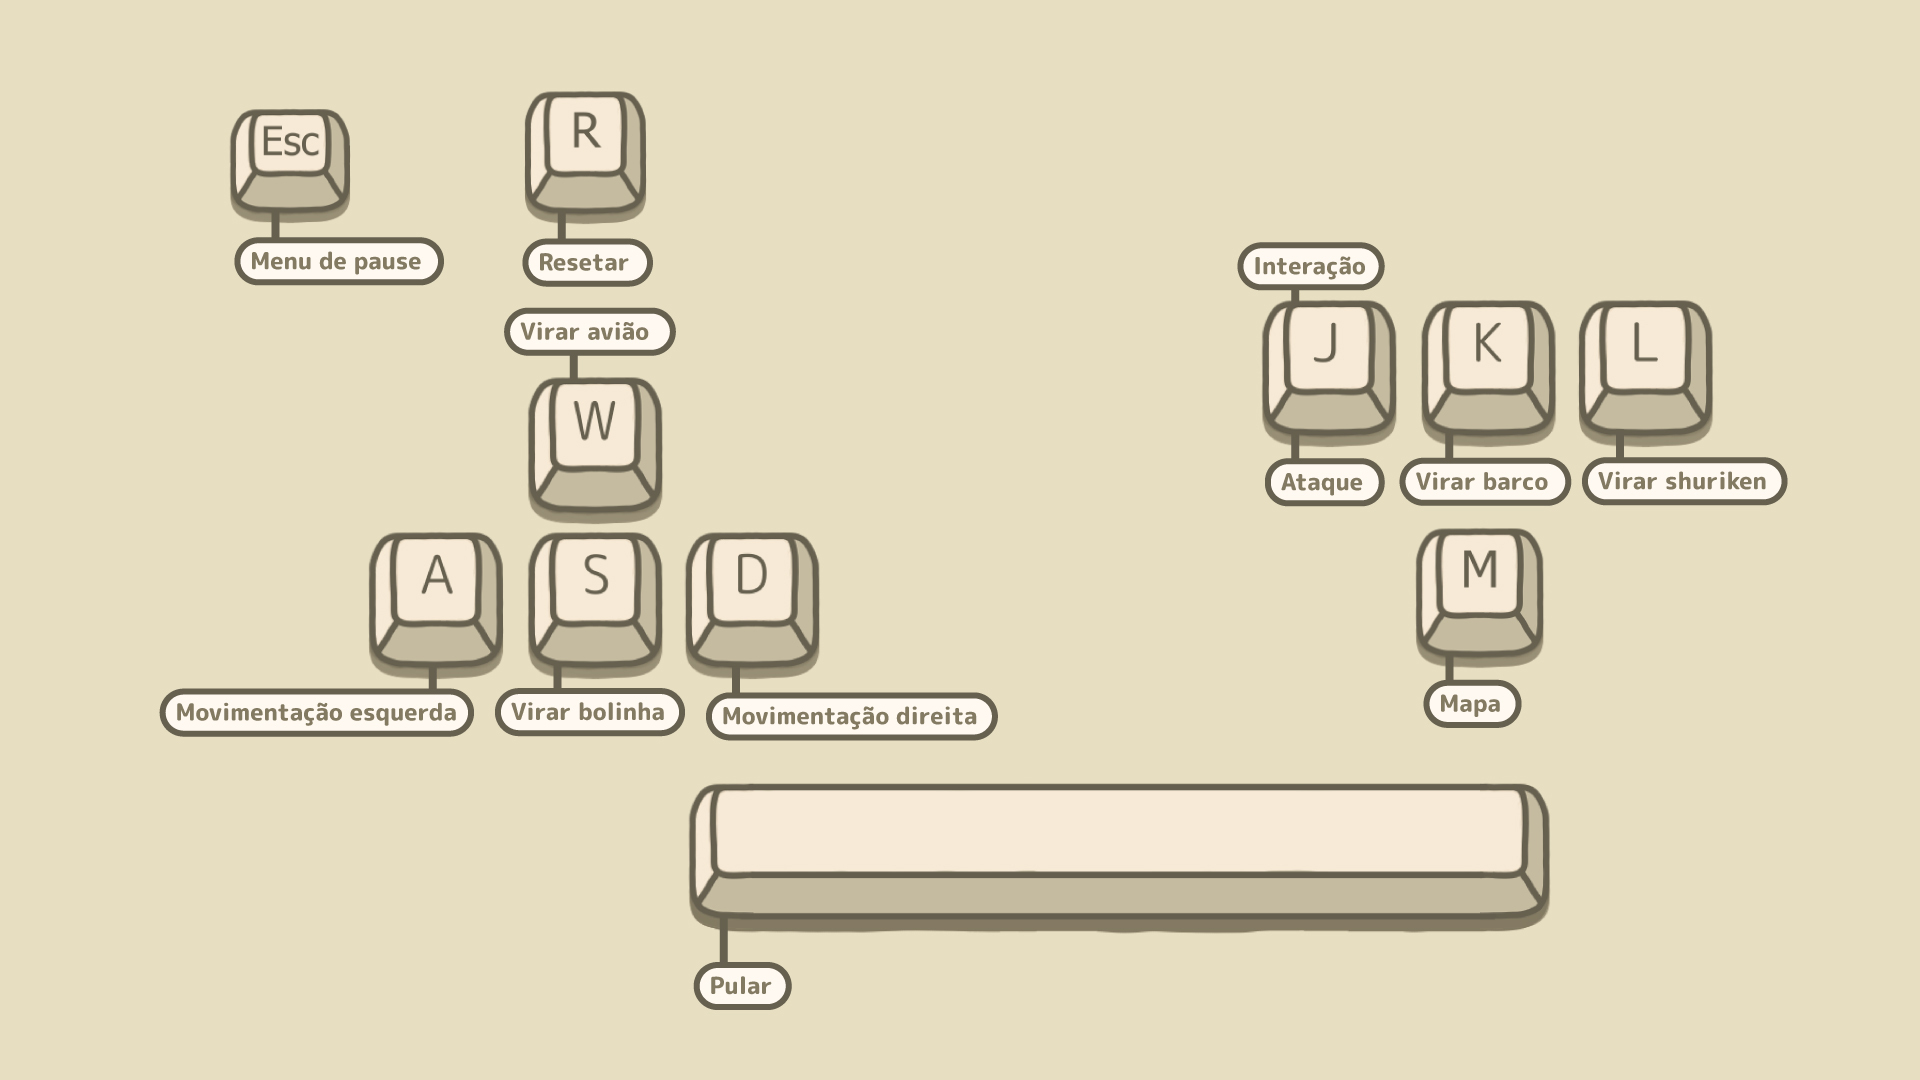 Esc
R
Menu de pause
Resetar
Virar avião
W
A
S
D
Movimentação esquerda
Virar bolinha
Movimentação direita
Interação
J
K
L
Ataque
Virar barco
Virar shuriken
M
Mapa
Pular